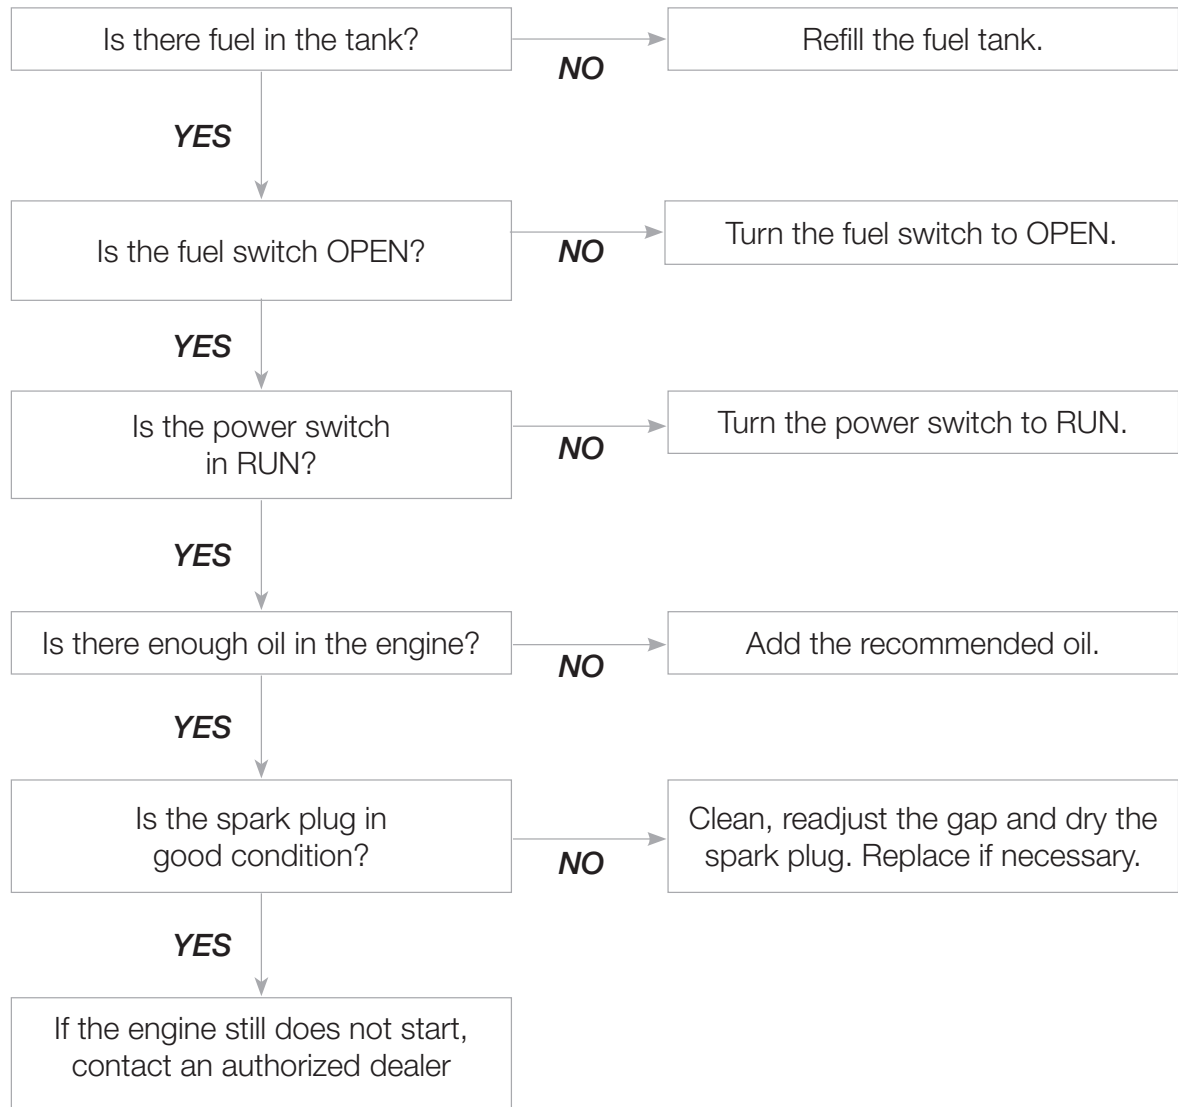 Is there fuel in the tank?
NO
Refill the fuel tank.
YES
Is the fuel switch OPEN?
NO
Turn the fuel switch to OPEN.
YES
Is the power switch
in RUN?
NO
Turn the power switch to RUN.
YES
Is there enough oil in the engine?
NO
Add the recommended oil.
YES
Is the spark plug in
good condition?
NO
Clean, readjust the gap and dry the
spark plug. Replace if necessary.
YES
If the engine still does not start,
contact an authorized dealer